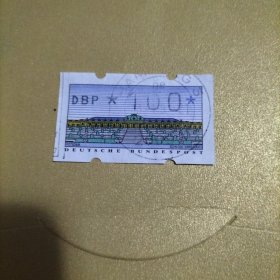 DBP * 100 *
DEUTSCHE BUNDESPOST